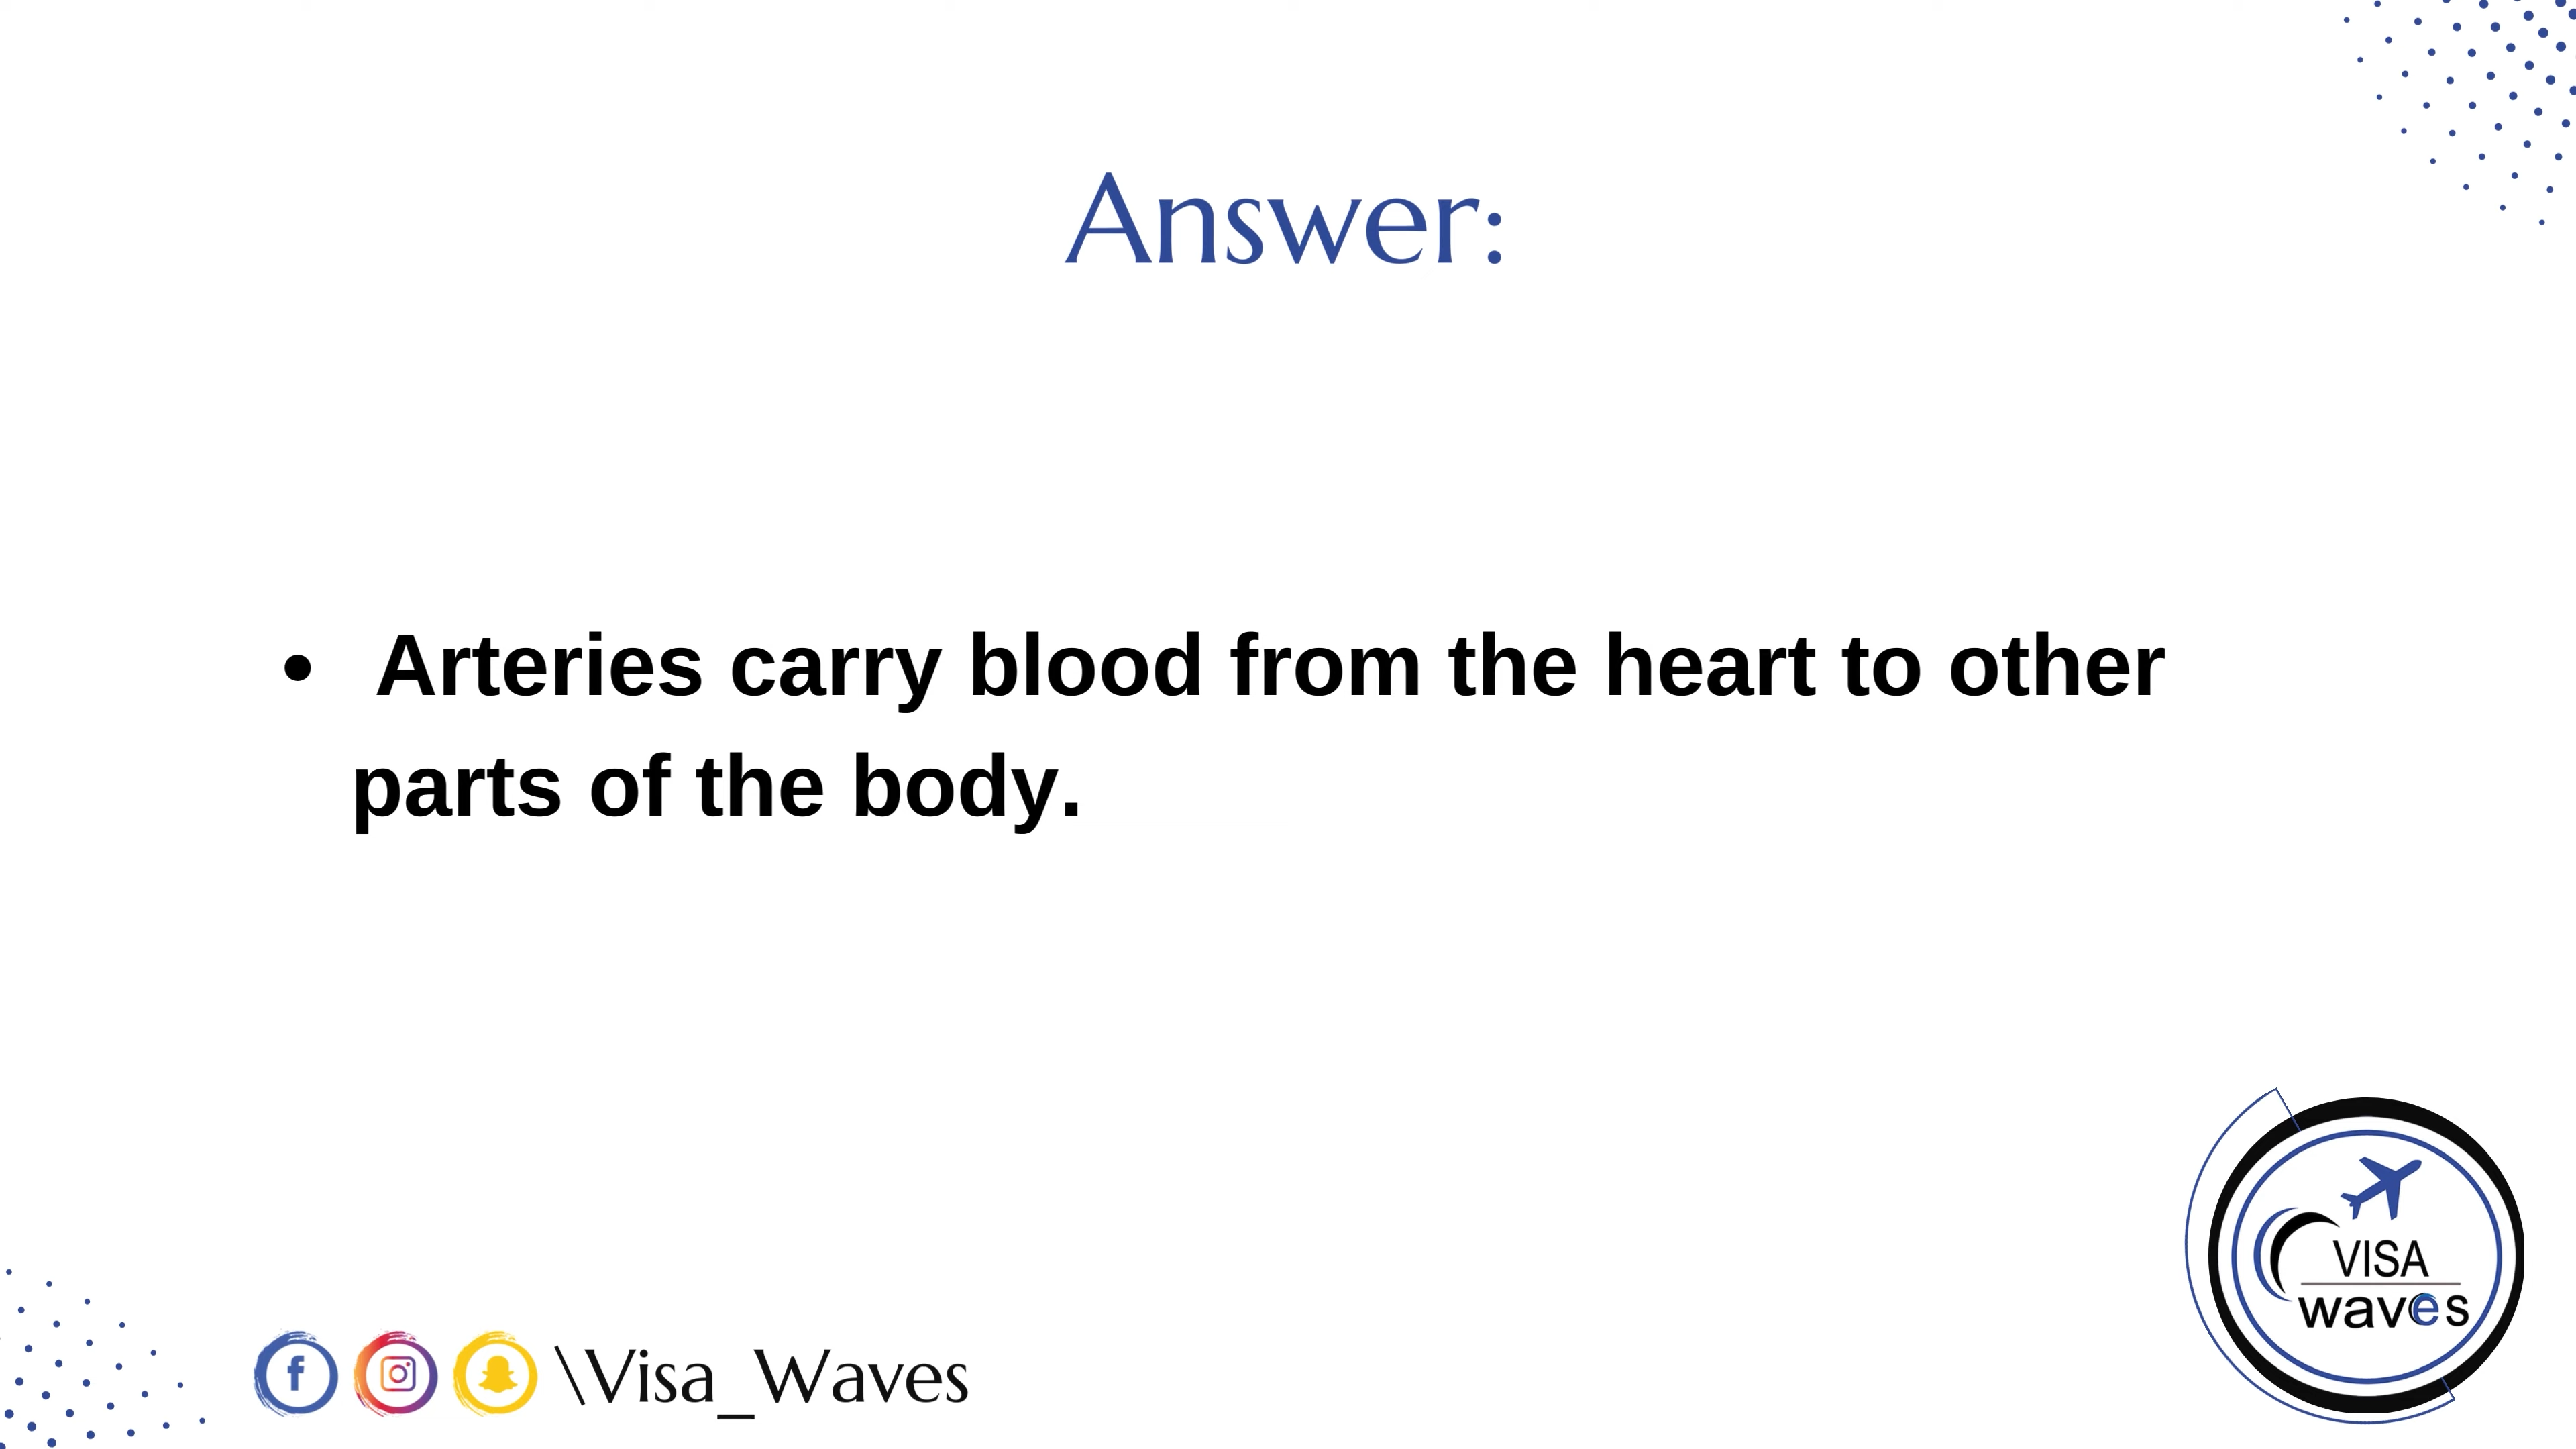 Answer:
• Arteries carry blood from the heart to other
parts of the body.
VISA
waves
\Visa_Waves